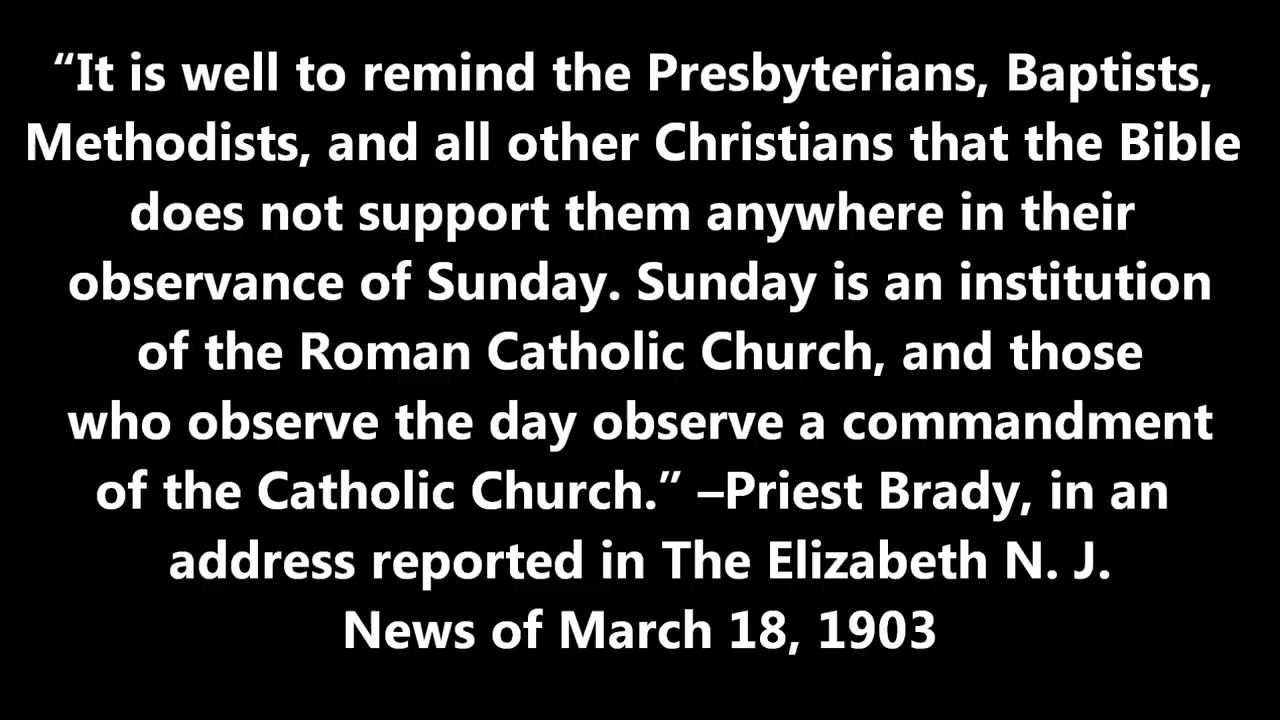 “It is well to remind the Presbyterians, Baptists,
Methodists, and all other Christians that the Bible
does not support them anywhere in their
observance of Sunday. Sunday is an institution
of the Roman Catholic Church, and those
who observe the day observe a commandment
of the Catholic Church.” –Priest Brady, in an
address reported in The Elizabeth N. J.
News of March 18, 1903